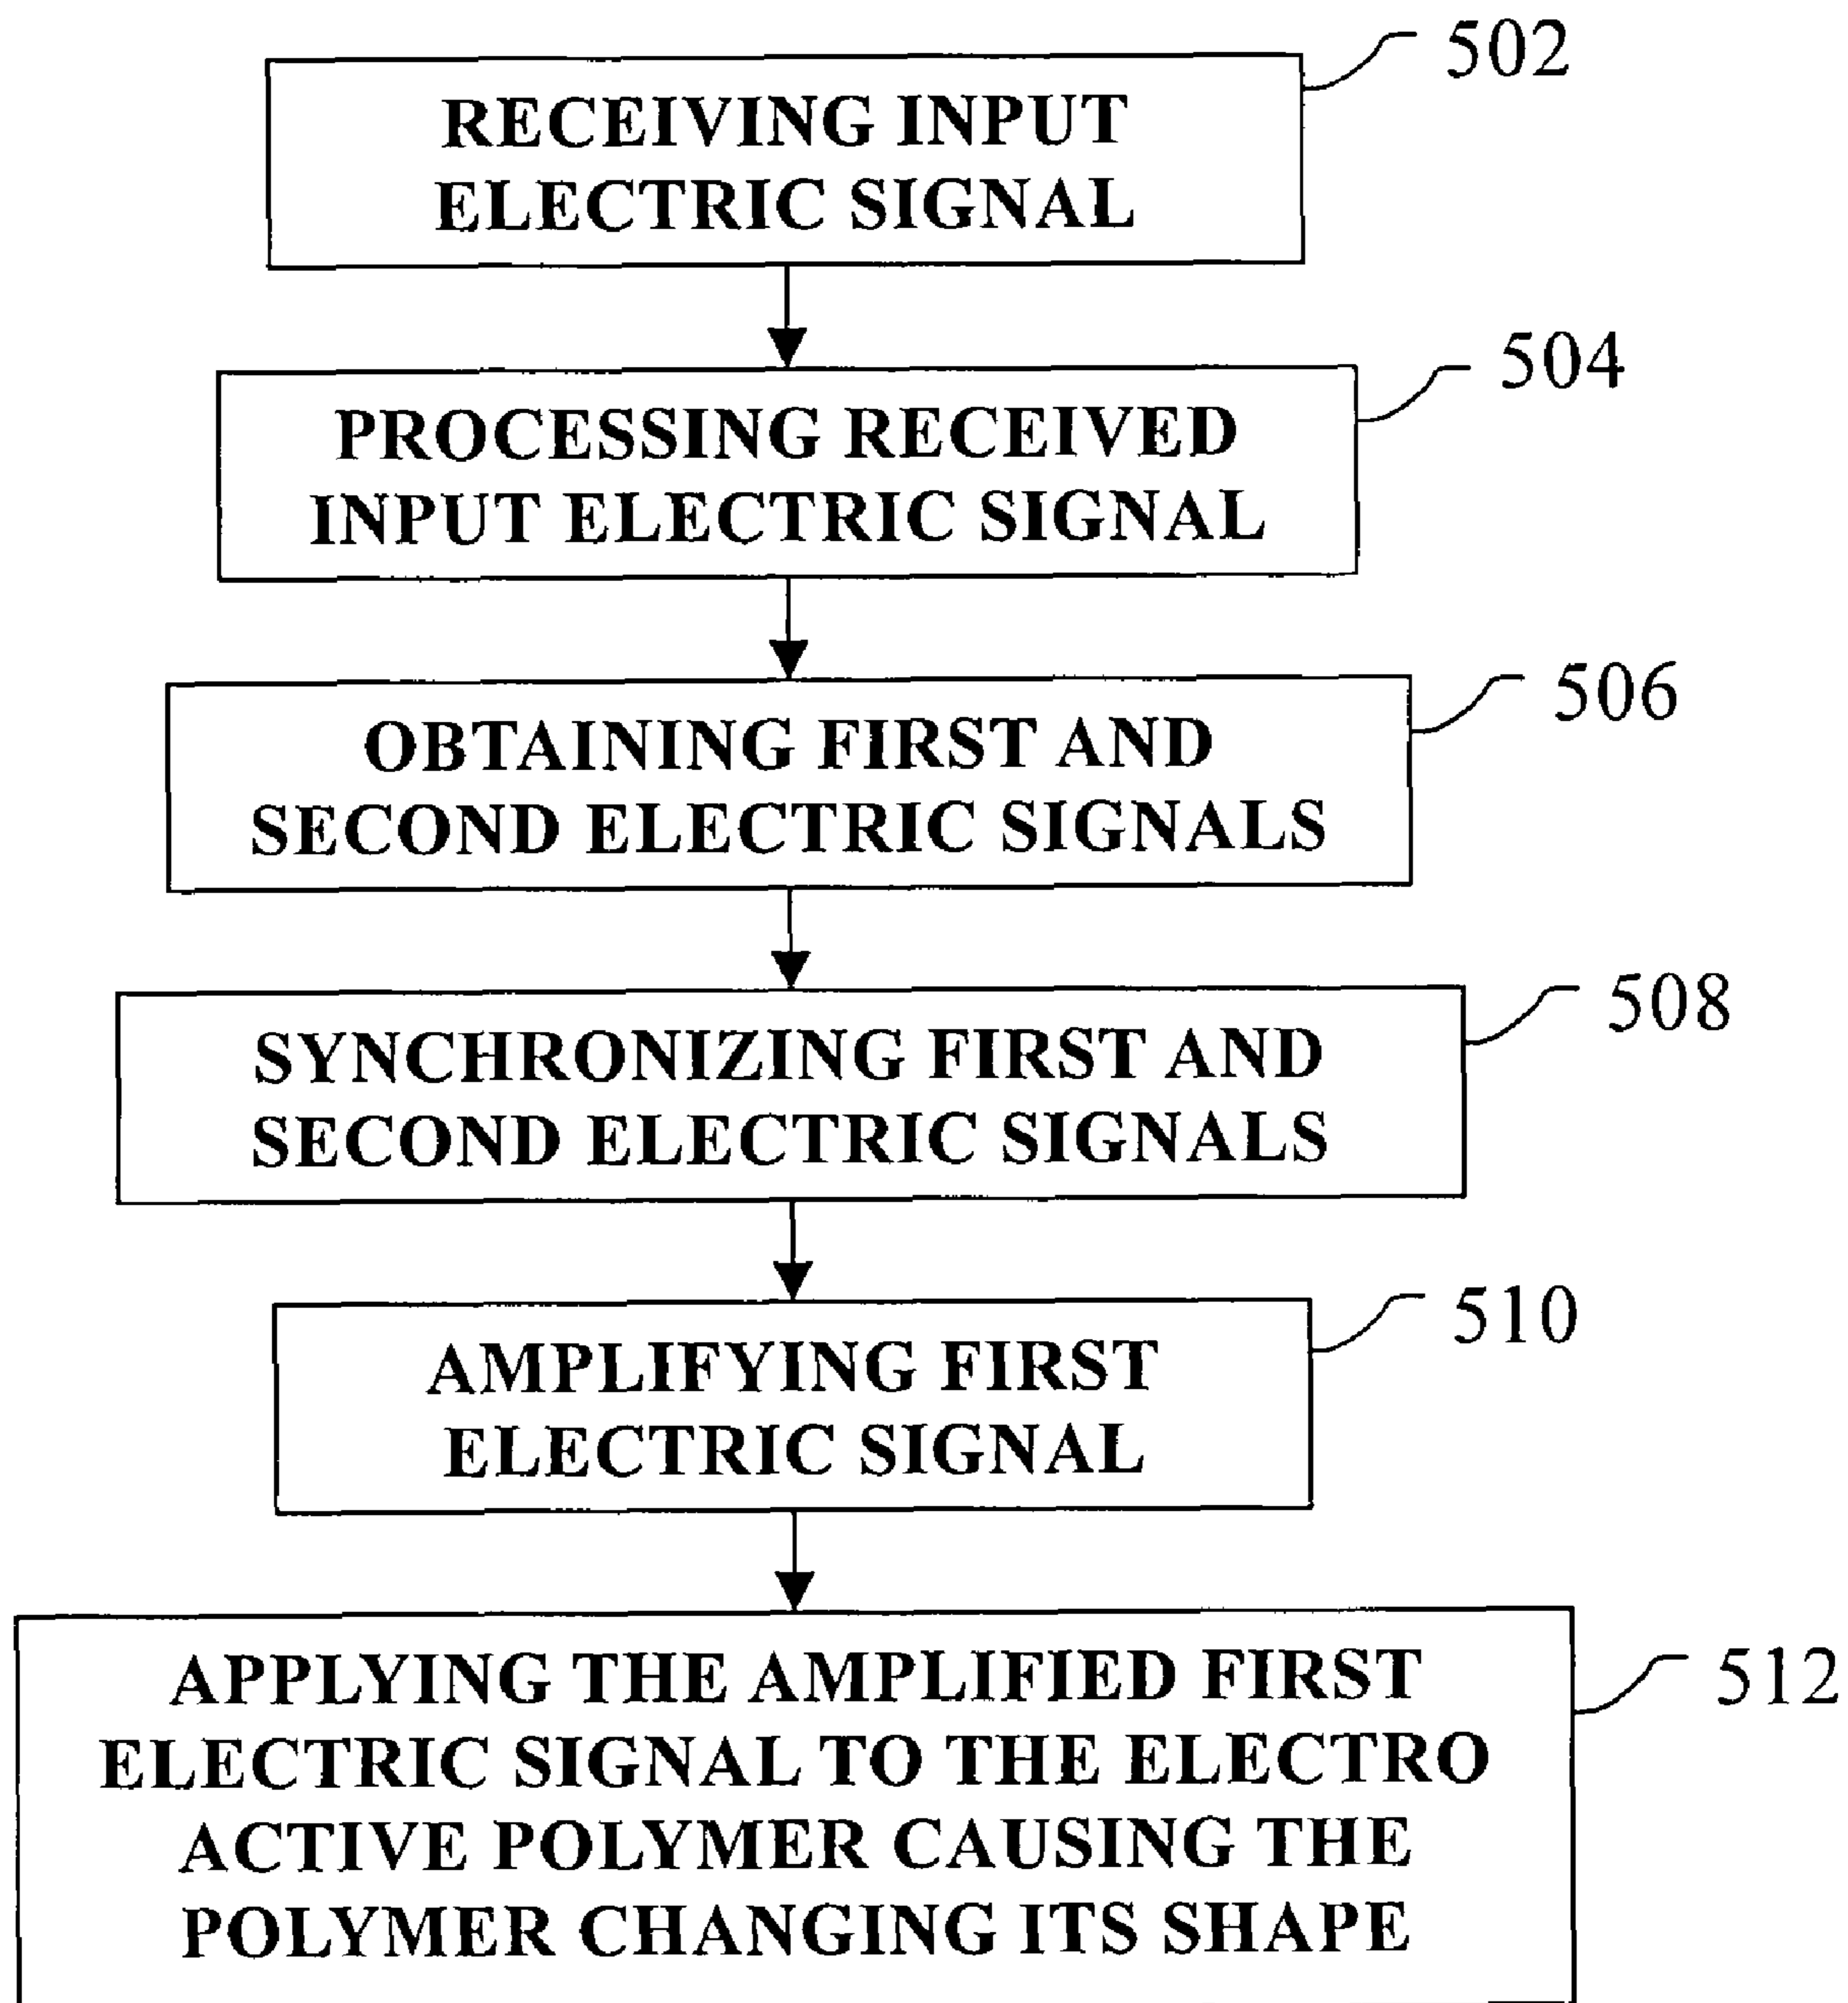 502
RECEIVING INPUT
ELECTRIC SIGNAL
504
PROCESSING RECEIVED
INPUT ELECTRIC SIGNAL
506
OBTAINING FIRST AND
SECOND ELECTRIC SIGNALS
508
SYNCHRONIZING FIRST AND
SECOND ELECTRIC SIGNALS
510
AMPLIFYING FIRST
ELECTRIC SIGNAL
512
APPLYING THE AMPLIFIED FIRST
ELECTRIC SIGNAL TO THE ELECTRO
ACTIVE POLYMER CAUSING THE
POLYMER CHANGING ITS SHAPE